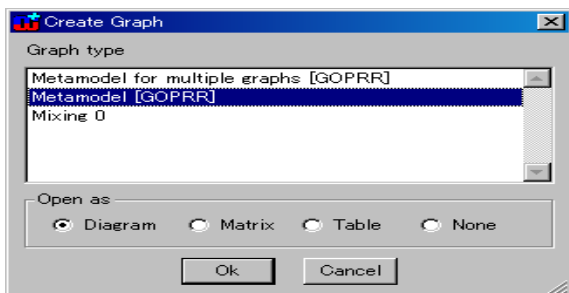 Create Graph
Graph type
Metamodel for multiple graphs [GOPRR]
Metamodel [GOPRR]
Mixing 0
Open as
Diagram Matrix Table None
Ok Cancel